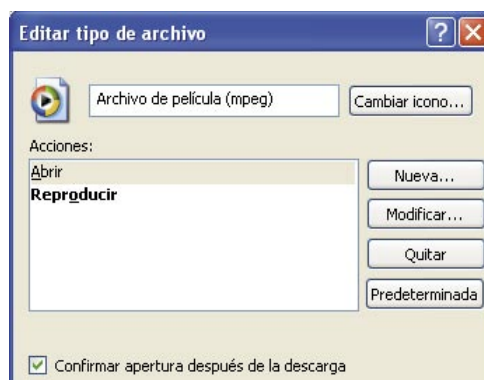 Editar tipo de archivo
Archivo de película (mpeg)
Cambiar icono...
Acciones:
Abrir
Reproducir
Nueva...
Modificar...
Quitar
Predeterminada
Confirmar apertura después de la descarga